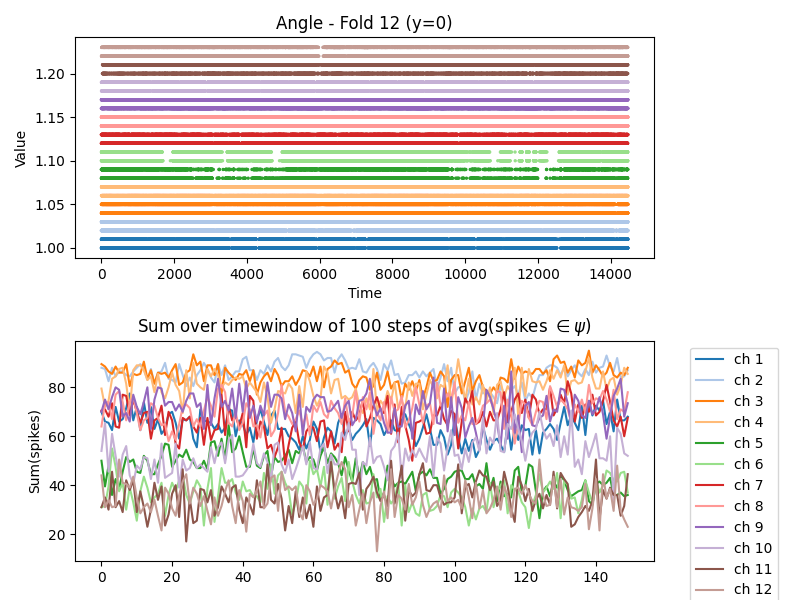 Angle - Fold 12 (y=0)
Value
1.20
1.15
1.10
1.05
1.00
0 2000 4000 6000 8000 10000 12000 14000
Time
Sum over timewindow of 100 steps of avg(spikes ∈ψ)
Sum(spikes)
80
60
40
20
0 20 40 60 80 100 120 140
ch 1
ch 2
ch 3
ch 4
ch 5
ch 6
ch 7
ch 8
ch 9
ch 10
ch 11
ch 12